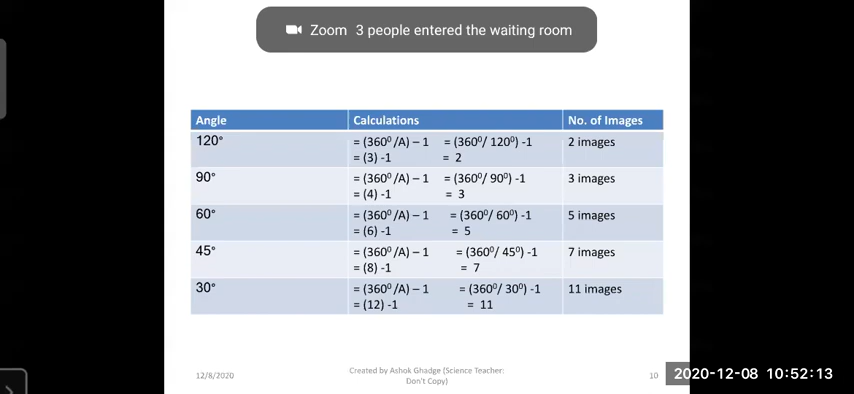 Zoom 3 people entered the waiting room
Angle Calculations No. of Images
120° = (360⁰ /A) – 1 = (360⁰/ 120⁰) -1 2 images
= (3) -1 = 2
90° = (360⁰ /A) – 1 = (360⁰/ 90⁰) -1 3 images
= (4) -1 = 3
60° = (360⁰ /A) – 1 = (360⁰/ 60⁰) -1 5 images
= (6) -1 = 5
45° = (360⁰ /A) – 1 = (360⁰/ 45⁰) -1 7 images
= (8) -1 = 7
30° = (360⁰ /A) – 1 = (360⁰/ 30⁰) -1 11 images
= (12) -1 = 11
12/8/2020
Created by Ashok Ghadge (Science Teacher:
Don't Copy)
10
2020-12-08 10:52:13